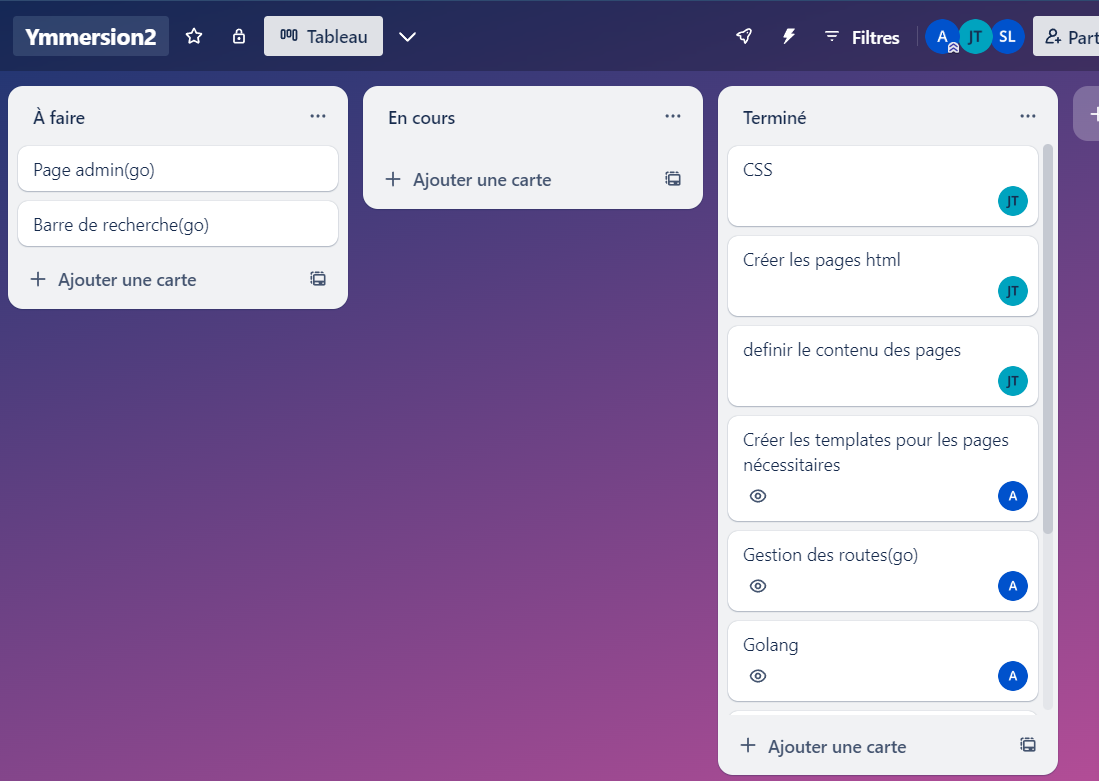 Ymmersion2
Tableau
Filtres
A
JT
SL
Part
À faire
Page admin(go)
Barre de recherche(go)
Ajouter une carte
En cours
Ajouter une carte
Terminé
CSS
JT
Créer les pages html
JT
definir le contenu des pages
JT
Créer les templates pour les pages
nécessitaires
A
Gestion des routes(go)
A
Golang
A
Ajouter une carte